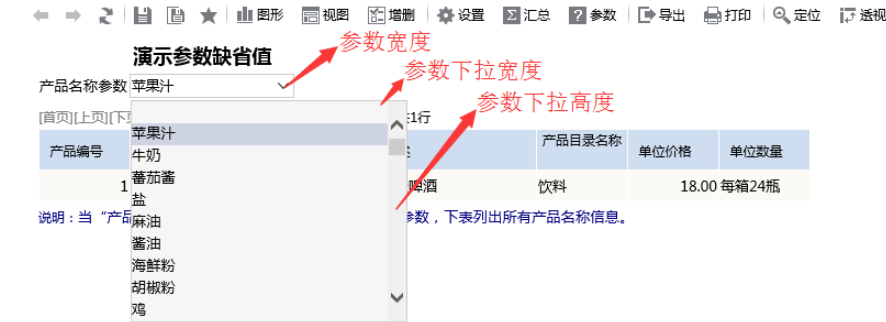 图形 视图 增删 设置 汇总 参数 导出 打印 定位 透视
演示参数缺省值
参数宽度
参数下拉宽度
产品名称参数 苹果汁
参数下拉高度
[首页][上页][下 1行
苹果汁
产品编号 产品目录名称 单位价格 单位数量
牛奶
蕃茄酱
1 啤酒 饮料 18.00 每箱24瓶
盐
说明：当“产品 参数，下表列出所有产品名称信息。
麻油
酱油
海鲜粉
胡椒粉
鸡